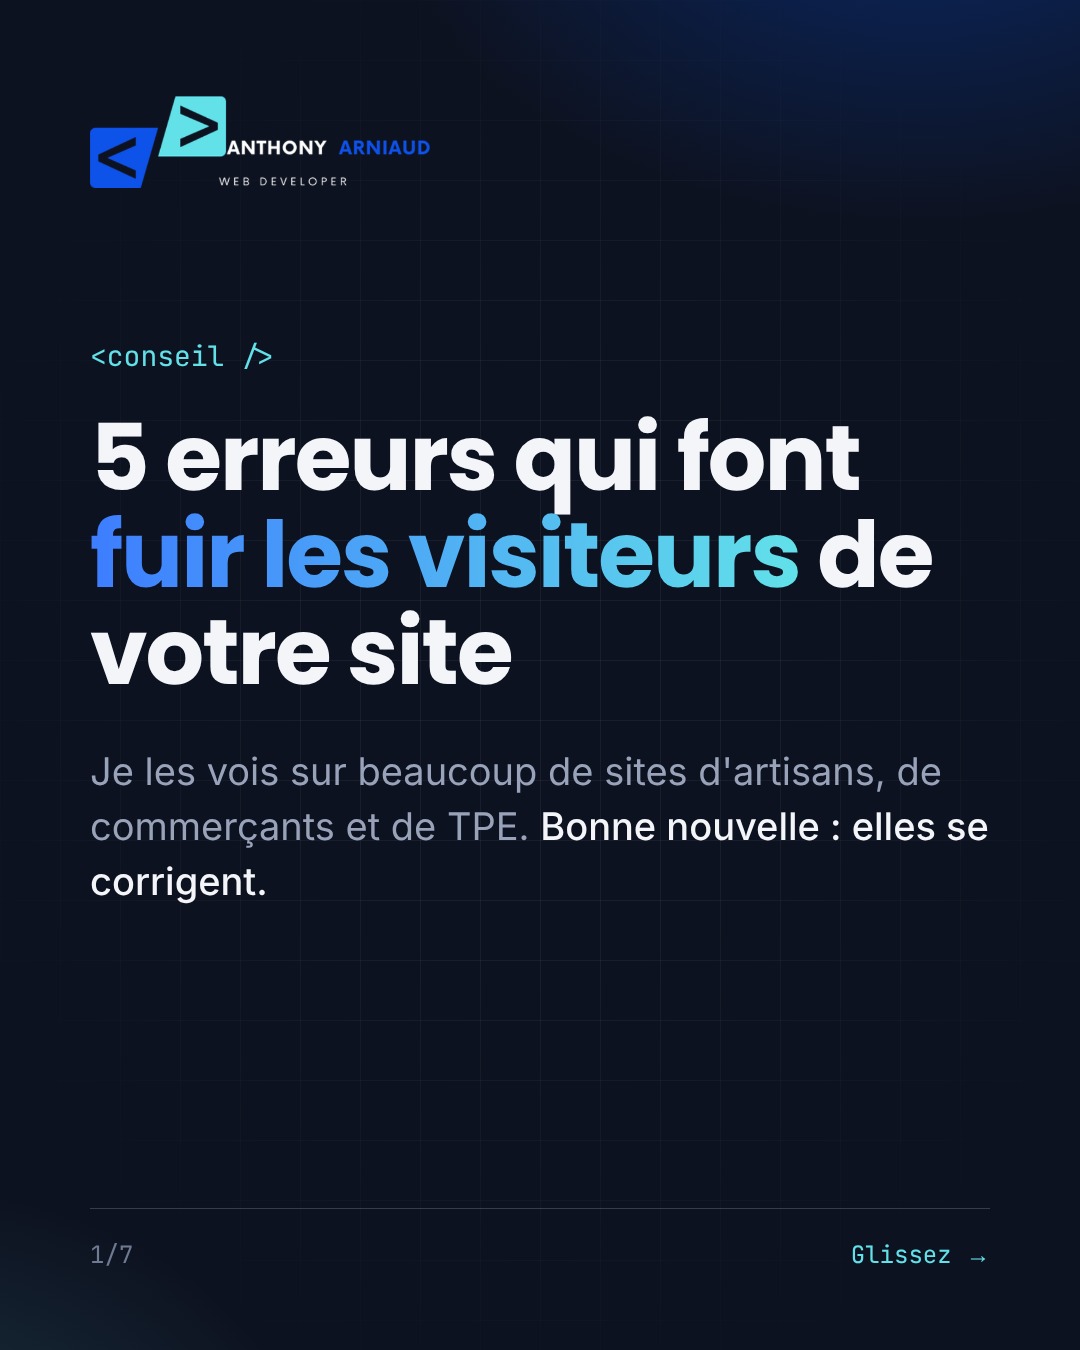 < >
ANTHONY ARNIAUD
WEB DEVELOPER
<conseil />
5 erreurs qui font
fuir les visiteurs de
votre site
Je les vois sur beaucoup de sites d'artisans, de
commerçants et de TPE. Bonne nouvelle : elles se
corrigent.
1/7
Glissez →